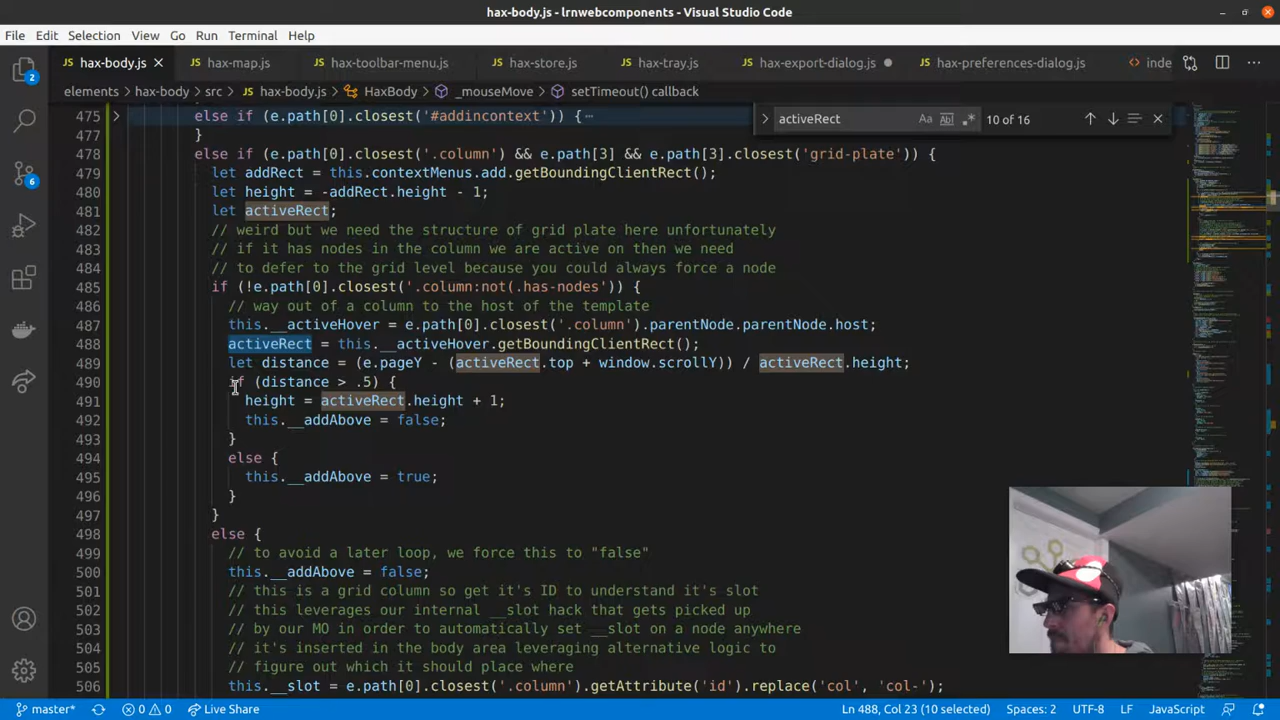 hax-body.js - lrnwebcomponents - Visual Studio Code
File Edit Selection View Go Run Terminal Help
hax-body.js hax-map.js hax-toolbar-menu.js hax-store.js hax-tray.js hax-export-dialog.js hax-preferences-dialog.js inde
elements > hax-body > src > hax-body.js > HaxBody > _mouseMove > setTimeout() callback
activeRect Aa Ab .* 10 of 16
2
6
475 else if (e.path[0].closest('#addincontext')) {
477 }
478 else if (e.path[0].closest('.column') && e.path[3] && e.path[3].closest('grid-plate')) {
479 let addRect = this.contextMenus.add.getBoundingClientRect();
480 let height = -addRect.height - 1;
481 let activeRect;
482 // weird but we need the structure of grid plate here unfortunately
483 // if it has nodes in the column weare active on then we need
484 // to defer to the grid level because you could always force a node
485 if (!e.path[0].closest('.column:not(.has-nodes')) {
486 // way out of a column to the host of the template
487 this.__activeHover = e.path[0].closest('.column').parentNode.parentNode.host;
488 activeRect = this.__activeHover.getBoundingClientRect();
489 let distance = (e.pageY - (activeRect.top + window.scrollY)) / activeRect.height;
490 if (distance > .5) {
491 height = activeRect.height + 1;
492 this.__addAbove = false;
493 }
494 else {
495 this.__addAbove = true;
496 }
497 }
498 else {
499 // to avoid a later loop, we force this to "false"
500 this.__addAbove = false;
501 // this is a grid column so get it's ID to understand it's slot
502 // this leverages our internal __slot hack that gets picked up
503 // by our MO in order to automatically set __slot on a node anywhere
504 // it's inserted in the body area leveraging alternative logic to
505 // figure out which it should place where
506 this.__slot = e.path[0].closest('.column').getAttribute('id').replace('col', 'col-');
master* 0 0 Live Share Ln 488, Col 23 (10 selected) Spaces: 2 UTF-8 LF JavaScript